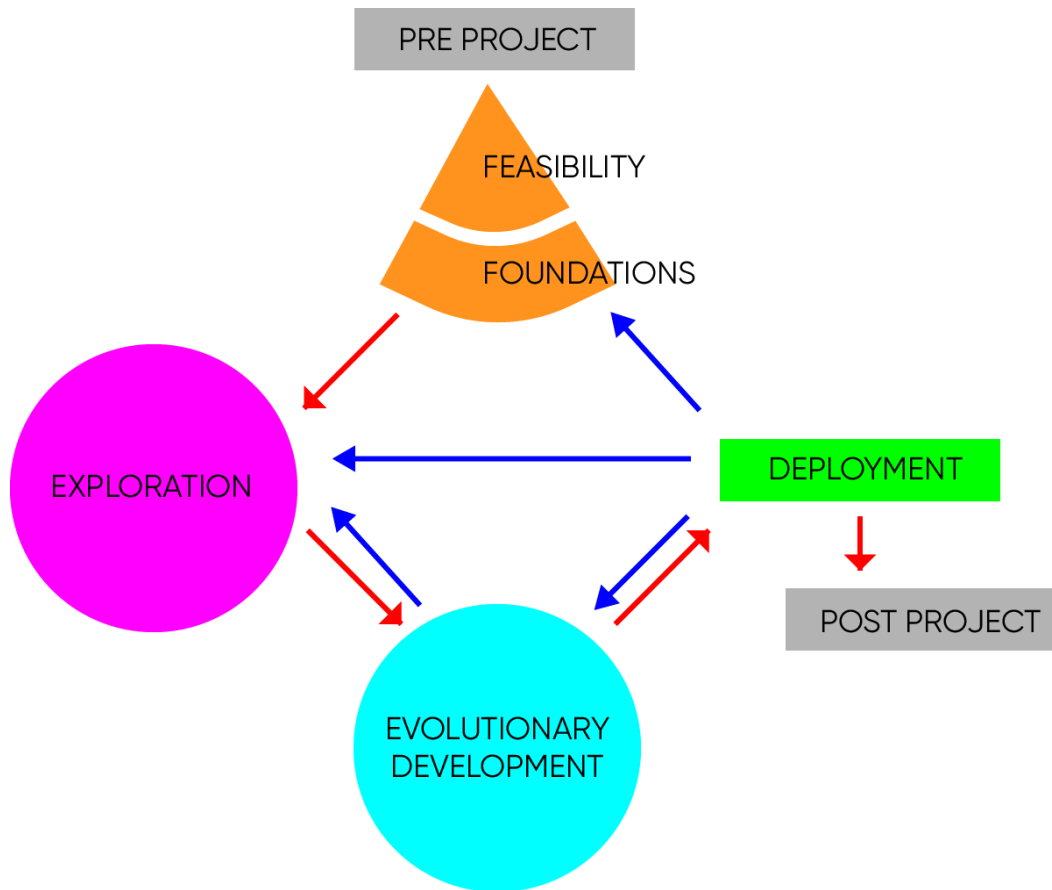 PRE PROJECT
FEASIBILITY
FOUNDATIONS
EXPLORATION
DEPLOYMENT
POST PROJECT
EVOLUTIONARY
DEVELOPMENT